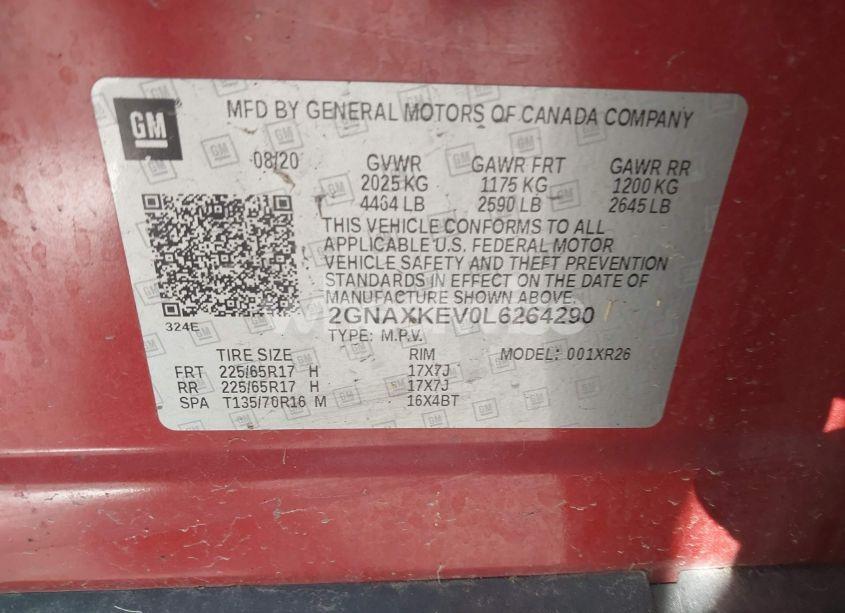 GM
MFD BY GENERAL MOTORS OF CANADA COMPANY
08/20 GVWR GAWR FRT GAWR RR
2025 KG 1175 KG 1200 KG
4464 LB 2590 LB 2645 LB
THIS VEHICLE CONFORMS TO ALL
APPLICABLE U.S. FEDERAL MOTOR
VEHICLE SAFETY AND THEFT PREVENTION
STANDARDS IN EFFECT ON THE DATE OF
MANUFACTURE SHOWN ABOVE.
324E
2GNAXKEV0L6264290
TYPE: M.P.V.
TIRE SIZE RIM MODEL: 001XR26
FRT 225/65R17 H 17X7J
RR 225/65R17 H 17X7J
SPA T135/70R16 M 16X4BT